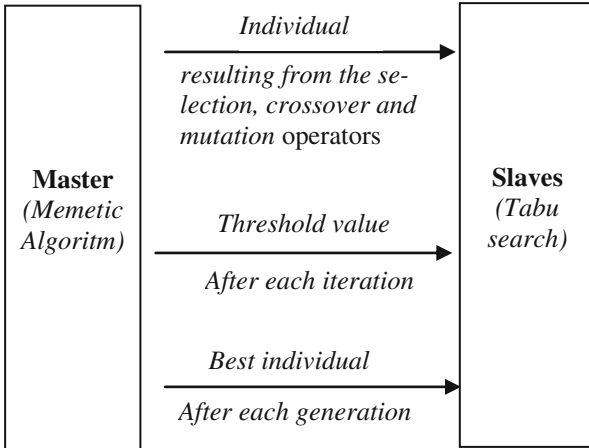 Individual
resulting from the se-
lection, crossover and
mutation operators
Master
(Memetic
Algoritm)
Slaves
(Tabu
search)
Threshold value
After each iteration
Best individual
After each generation